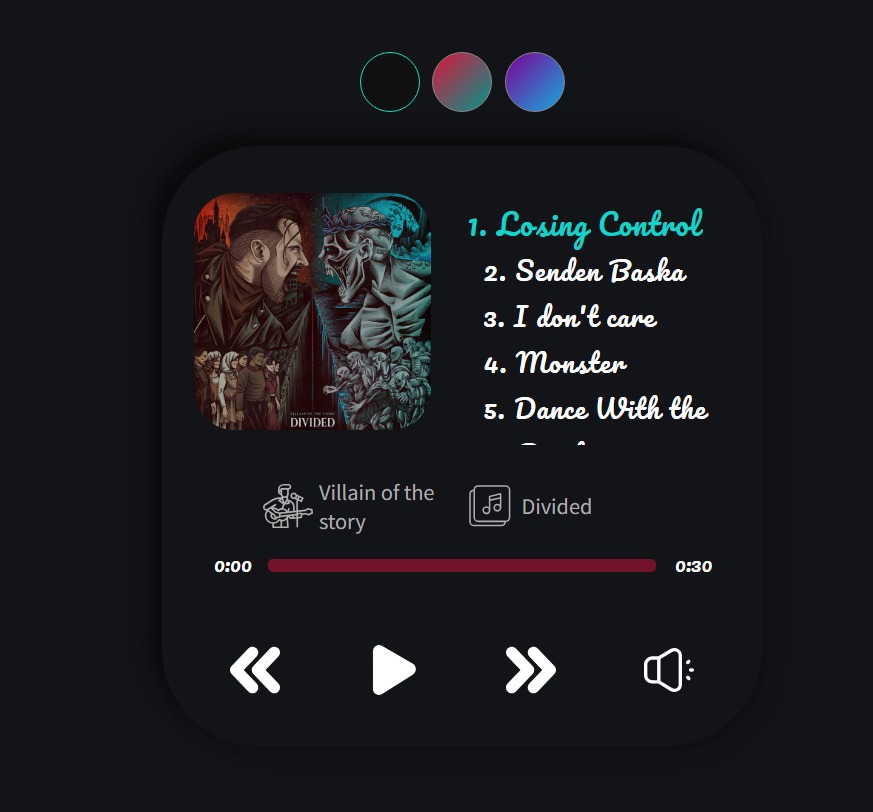 1. Losing Control
2. Senden Baska
3. I don't care
4. Monster
5. Dance With the
VILLAIN OF THE STORY
DIVIDED
Villain of the
story
Divided
0:00
0:30